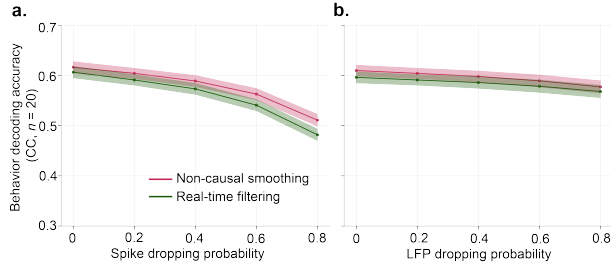 a.
b.
Behavior decoding accuracy
(CC, n = 20)
0.7
0.6
0.5
0.4
0.3
Non-causal smoothing
Real-time filtering
0 0.2 0.4 0.6 0.8
Spike dropping probability
0 0.2 0.4 0.6 0.8
LFP dropping probability